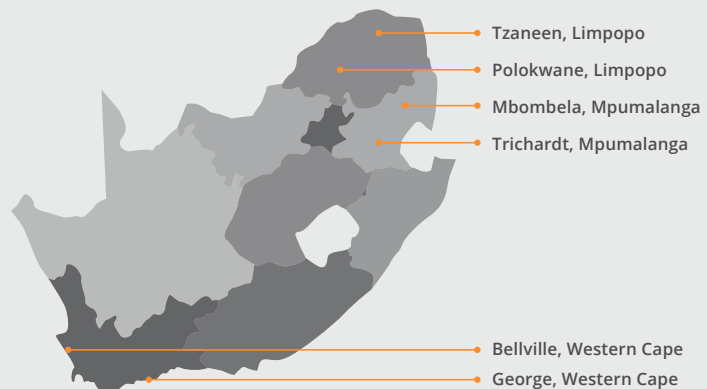 Tzaneen, Limpopo
Polokwane, Limpopo
Mbombela, Mpumalanga
Trichardt, Mpumalanga
Bellville, Western Cape
George, Western Cape